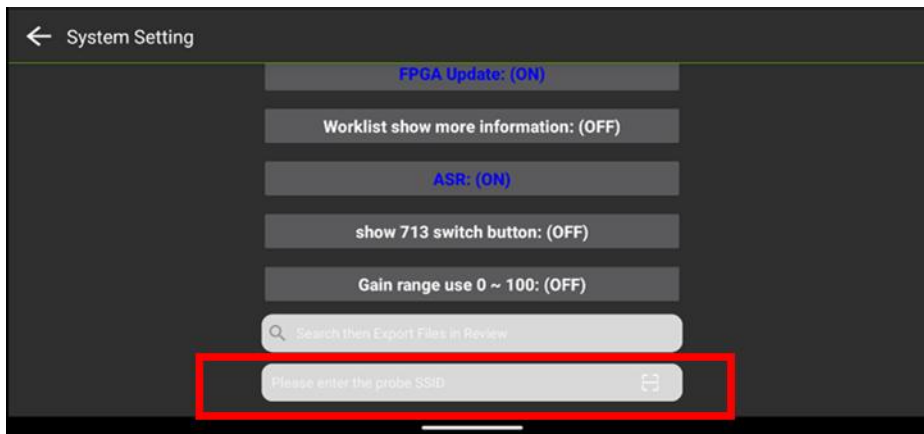 System Setting
FPGA Update: (ON)
Worklist show more information: (OFF)
ASR: (ON)
show 713 switch button: (OFF)
Gain range use 0 ~ 100: (OFF)
Search then Export Files in Review
Please enter the probe SSID